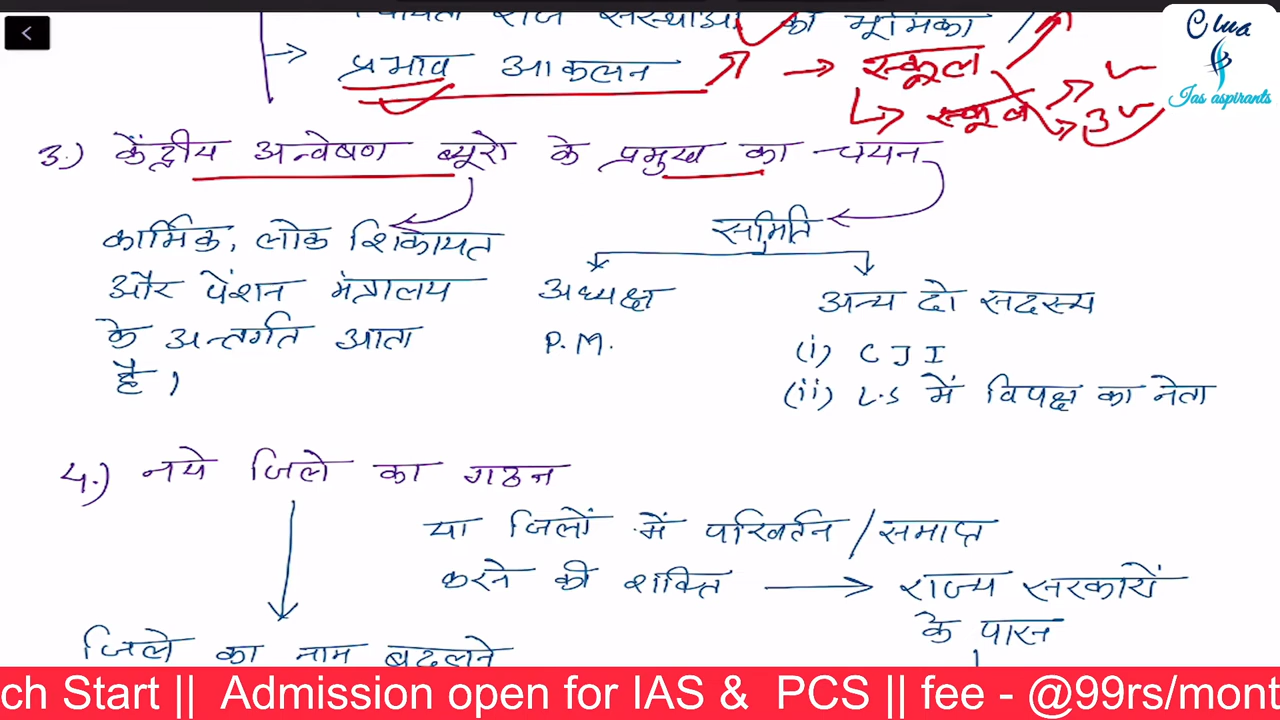 राज संस्थाओं की भूमिका /
→ प्रभाव आकलन → स्कूल
3.) केंद्रीय अन्वेषण ब्यूरो के प्रमुख का चयन
कार्मिक, लोक शिकायत
और पेंशन मंत्रालय
के अन्तर्गत आता
है।
समिति
अध्यक्ष
P.M.
अन्य दो सदस्य
(i) CJI
(ii) L.S में विपक्ष का नेता
4.) नये जिले का गठन
या जिलों में परिवर्तन / समाप्त
करने की शक्ति → राज्य सरकारों
के पास
जिले का नाम बदलने
Clua
Ias aspirants
ch Start || Admission open for IAS & PCS || fee - @99rs/mont